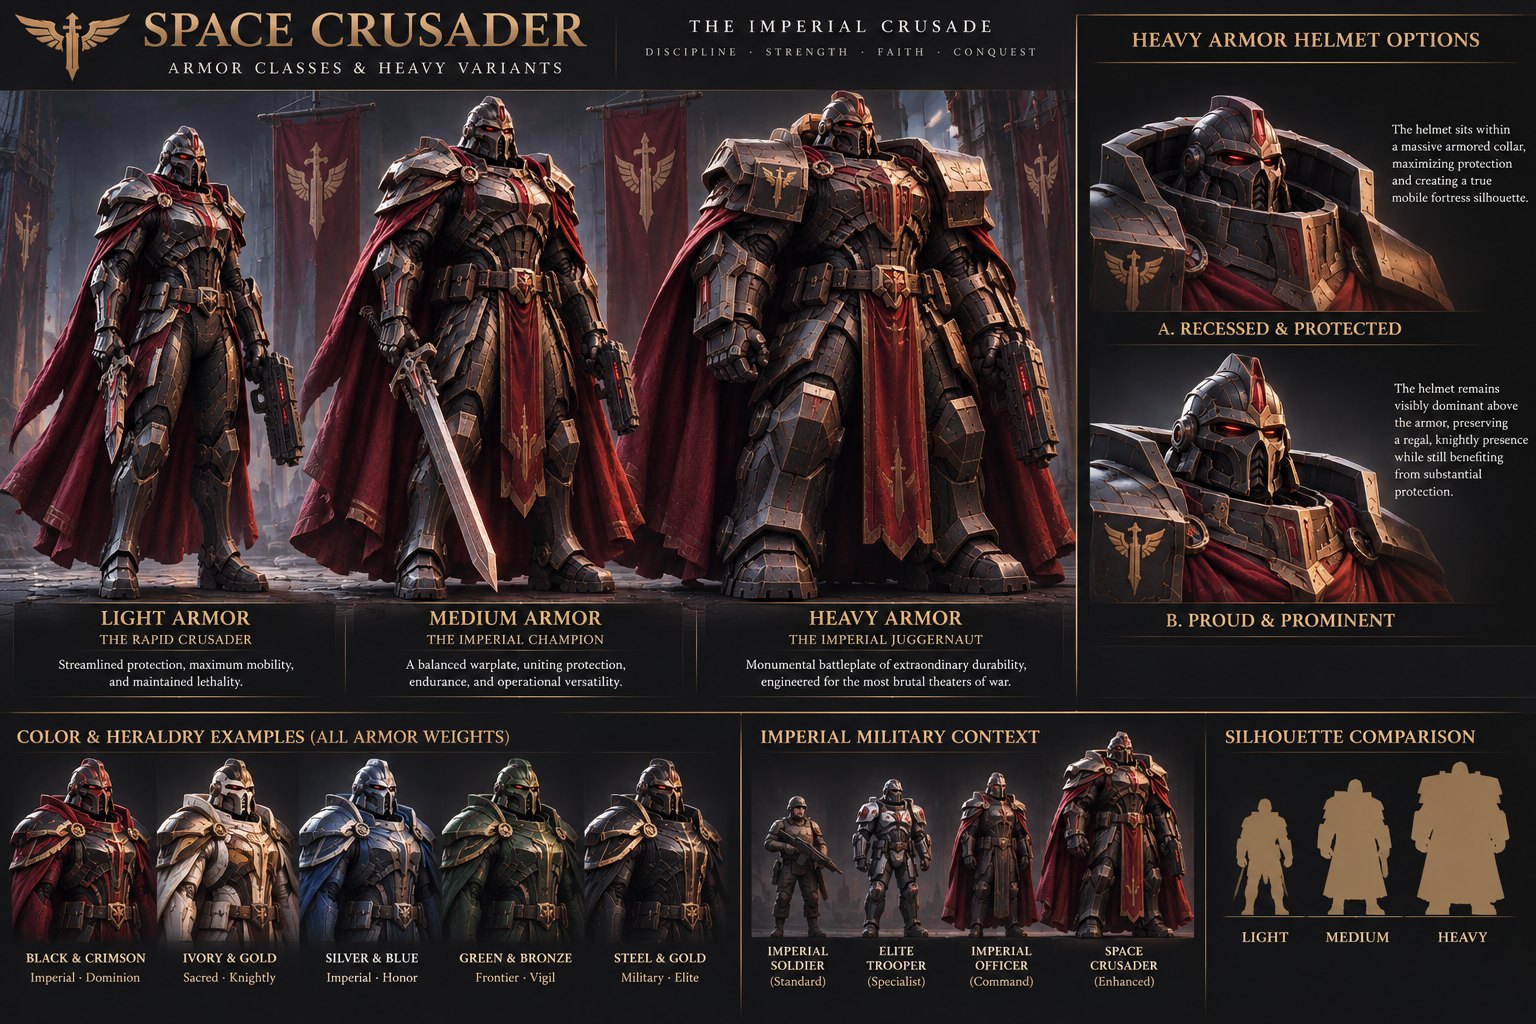 SPACE CRUSADER
ARMOR CLASSES & HEAVY VARIANTS
THE IMPERIAL CRUSADE
DISCIPLINE · STRENGTH · FAITH · CONQUEST
LIGHT ARMOR
THE RAPID CRUSADER
Streamlined protection, maximum mobility,
and maintained lethality.
MEDIUM ARMOR
THE IMPERIAL CHAMPION
A balanced warplate, uniting protection,
endurance, and operational versatility.
HEAVY ARMOR
THE IMPERIAL JUGGERNAUT
Monumental battleplate of extraordinary durability,
engineered for the most brutal theaters of war.
HEAVY ARMOR HELMET OPTIONS
The helmet sits within
a massive armored collar,
maximizing protection
and creating a true
mobile fortress silhouette.
A. RECESSED & PROTECTED
The helmet remains
visibly dominant above
the armor, preserving
a regal, knightly presence
while still benefiting
from substantial
protection.
B. PROUD & PROMINENT
COLOR & HERALDRY EXAMPLES (ALL ARMOR WEIGHTS)
BLACK & CRIMSON
Imperial · Dominion
IVORY & GOLD
Sacred · Knightly
SILVER & BLUE
Imperial · Honor
GREEN & BRONZE
Frontier · Vigil
STEEL & GOLD
Military · Elite
IMPERIAL MILITARY CONTEXT
IMPERIAL
SOLDIER
(Standard)
ELITE
TROOPER
(Specialist)
IMPERIAL
OFFICER
(Command)
SPACE
CRUSADER
(Enhanced)
SILHOUETTE COMPARISON
LIGHT
MEDIUM
HEAVY